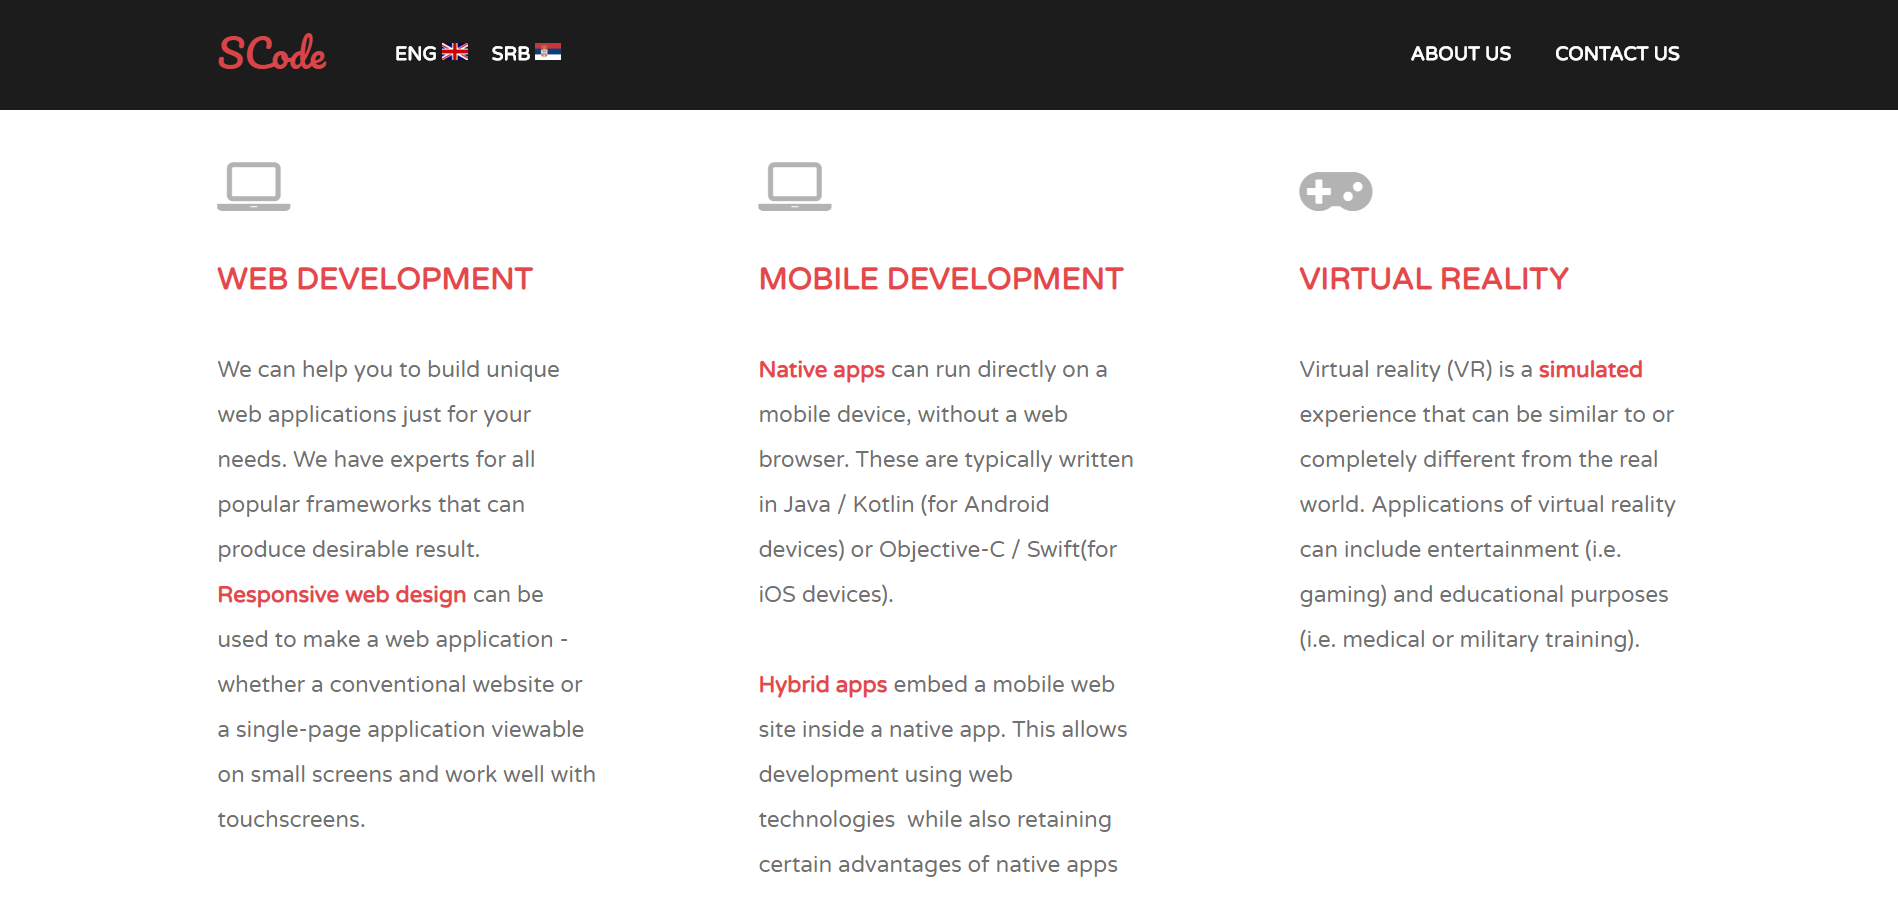 SCode
ENG
SRB
ABOUT US
CONTACT US
WEB DEVELOPMENT
We can help you to build unique
web applications just for your
needs. We have experts for all
popular frameworks that can
produce desirable result.
Responsive web design can be
used to make a web application -
whether a conventional website or
a single-page application viewable
on small screens and work well with
touchscreens.
MOBILE DEVELOPMENT
Native apps can run directly on a
mobile device, without a web
browser. These are typically written
in Java / Kotlin (for Android
devices) or Objective-C / Swift(for
iOS devices).
Hybrid apps embed a mobile web
site inside a native app. This allows
development using web
technologies  while also retaining
certain advantages of native apps
VIRTUAL REALITY
Virtual reality (VR) is a simulated
experience that can be similar to or
completely different from the real
world. Applications of virtual reality
can include entertainment (i.e.
gaming) and educational purposes
(i.e. medical or military training).